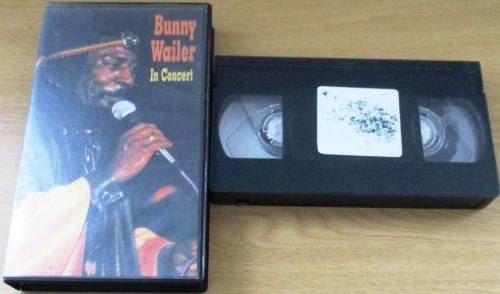 Bunny
Wailer
In Concert